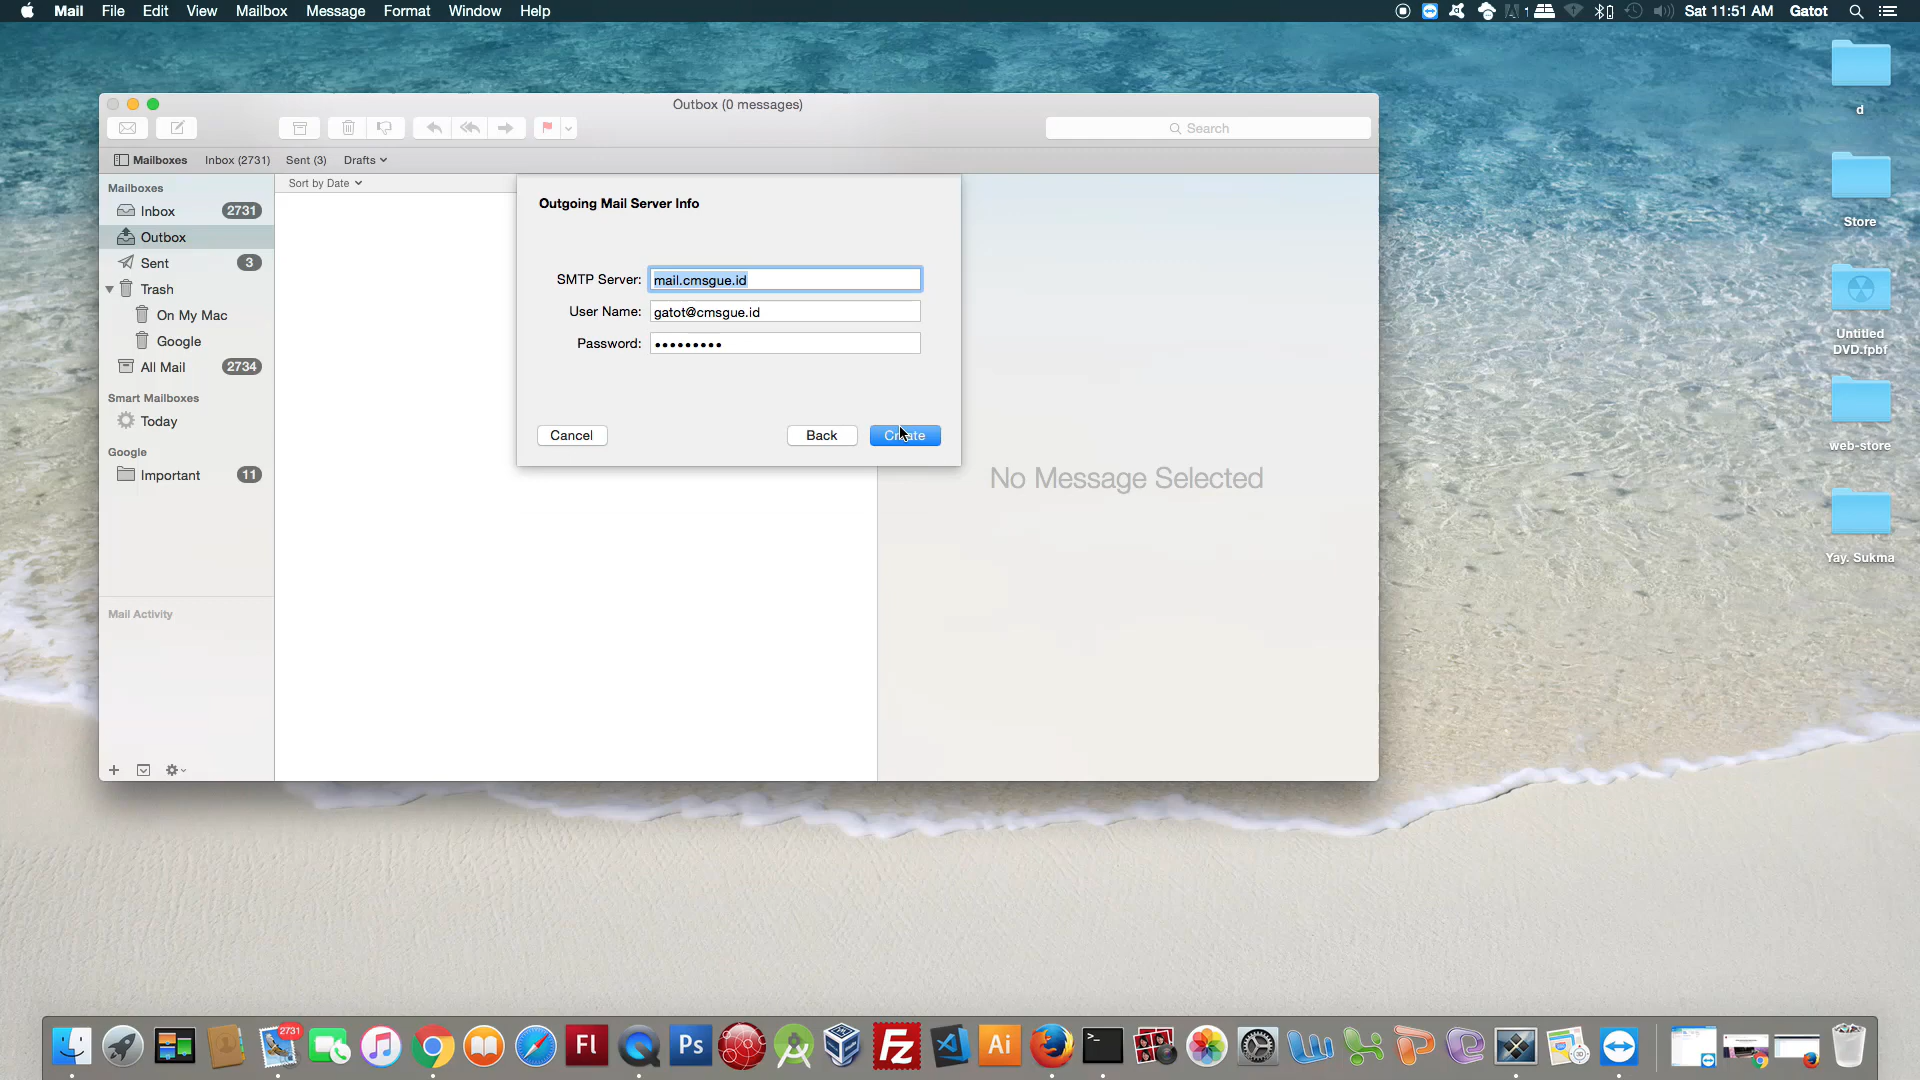 Mail File Edit View Mailbox Message Format Window Help
1 Sat 11:51 AM Gatot
Outbox (0 messages)
Search
Mailboxes Inbox (2731) Sent (3) Drafts
Mailboxes
Inbox 2731
Outbox
Sent 3
Trash
On My Mac
Google
All Mail 2734
Smart Mailboxes
Today
Google
Important 11
Mail Activity
Sort by Date
Outgoing Mail Server Info
SMTP Server: mail.cmsgue.id
User Name: gatot@cmsgue.id
Password: •••••••••
Cancel Back Create
No Message Selected
d
Store
Untitled
DVD.fpbf
web-store
Yay. Sukma
2731
Fl
Ps
Fz
Ai